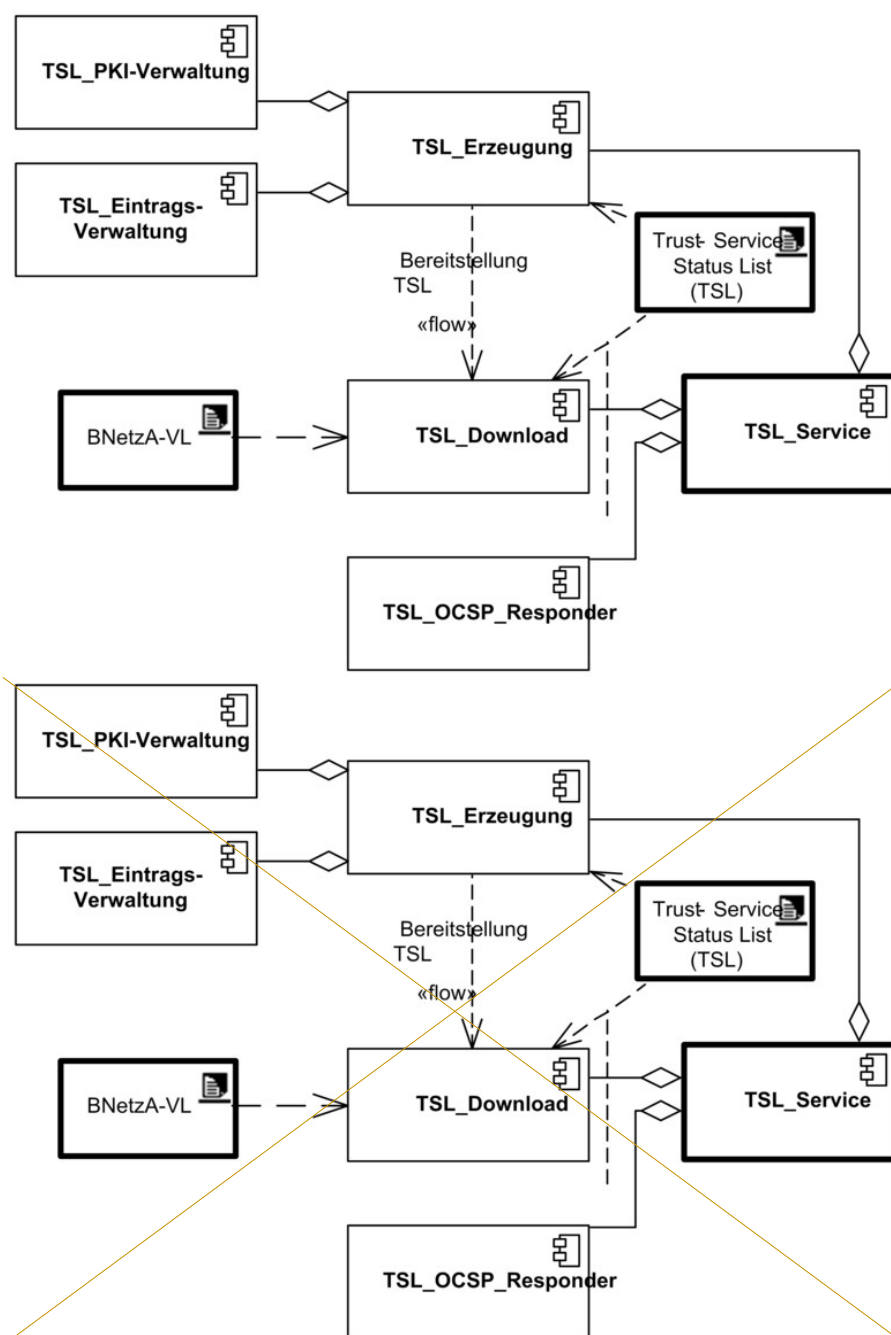 TSL_PKI-Verwaltung
TSL_Erzeugung
TSL_Eintrags-
Verwaltung
Trust- Service
Status List
(TSL)
Bereitstellung
TSL
«flow»
BNetzA-VL
TSL_Download
TSL_Service
TSL_OCSP_Responder
TSL_PKI-Verwaltung
TSL_Erzeugung
TSL_Eintrags-
Verwaltung
Trust- Service
Status List
(TSL)
Bereitstellung
TSL
«flow»
BNetzA-VL
TSL_Download
TSL_Service
TSL_OCSP_Responder